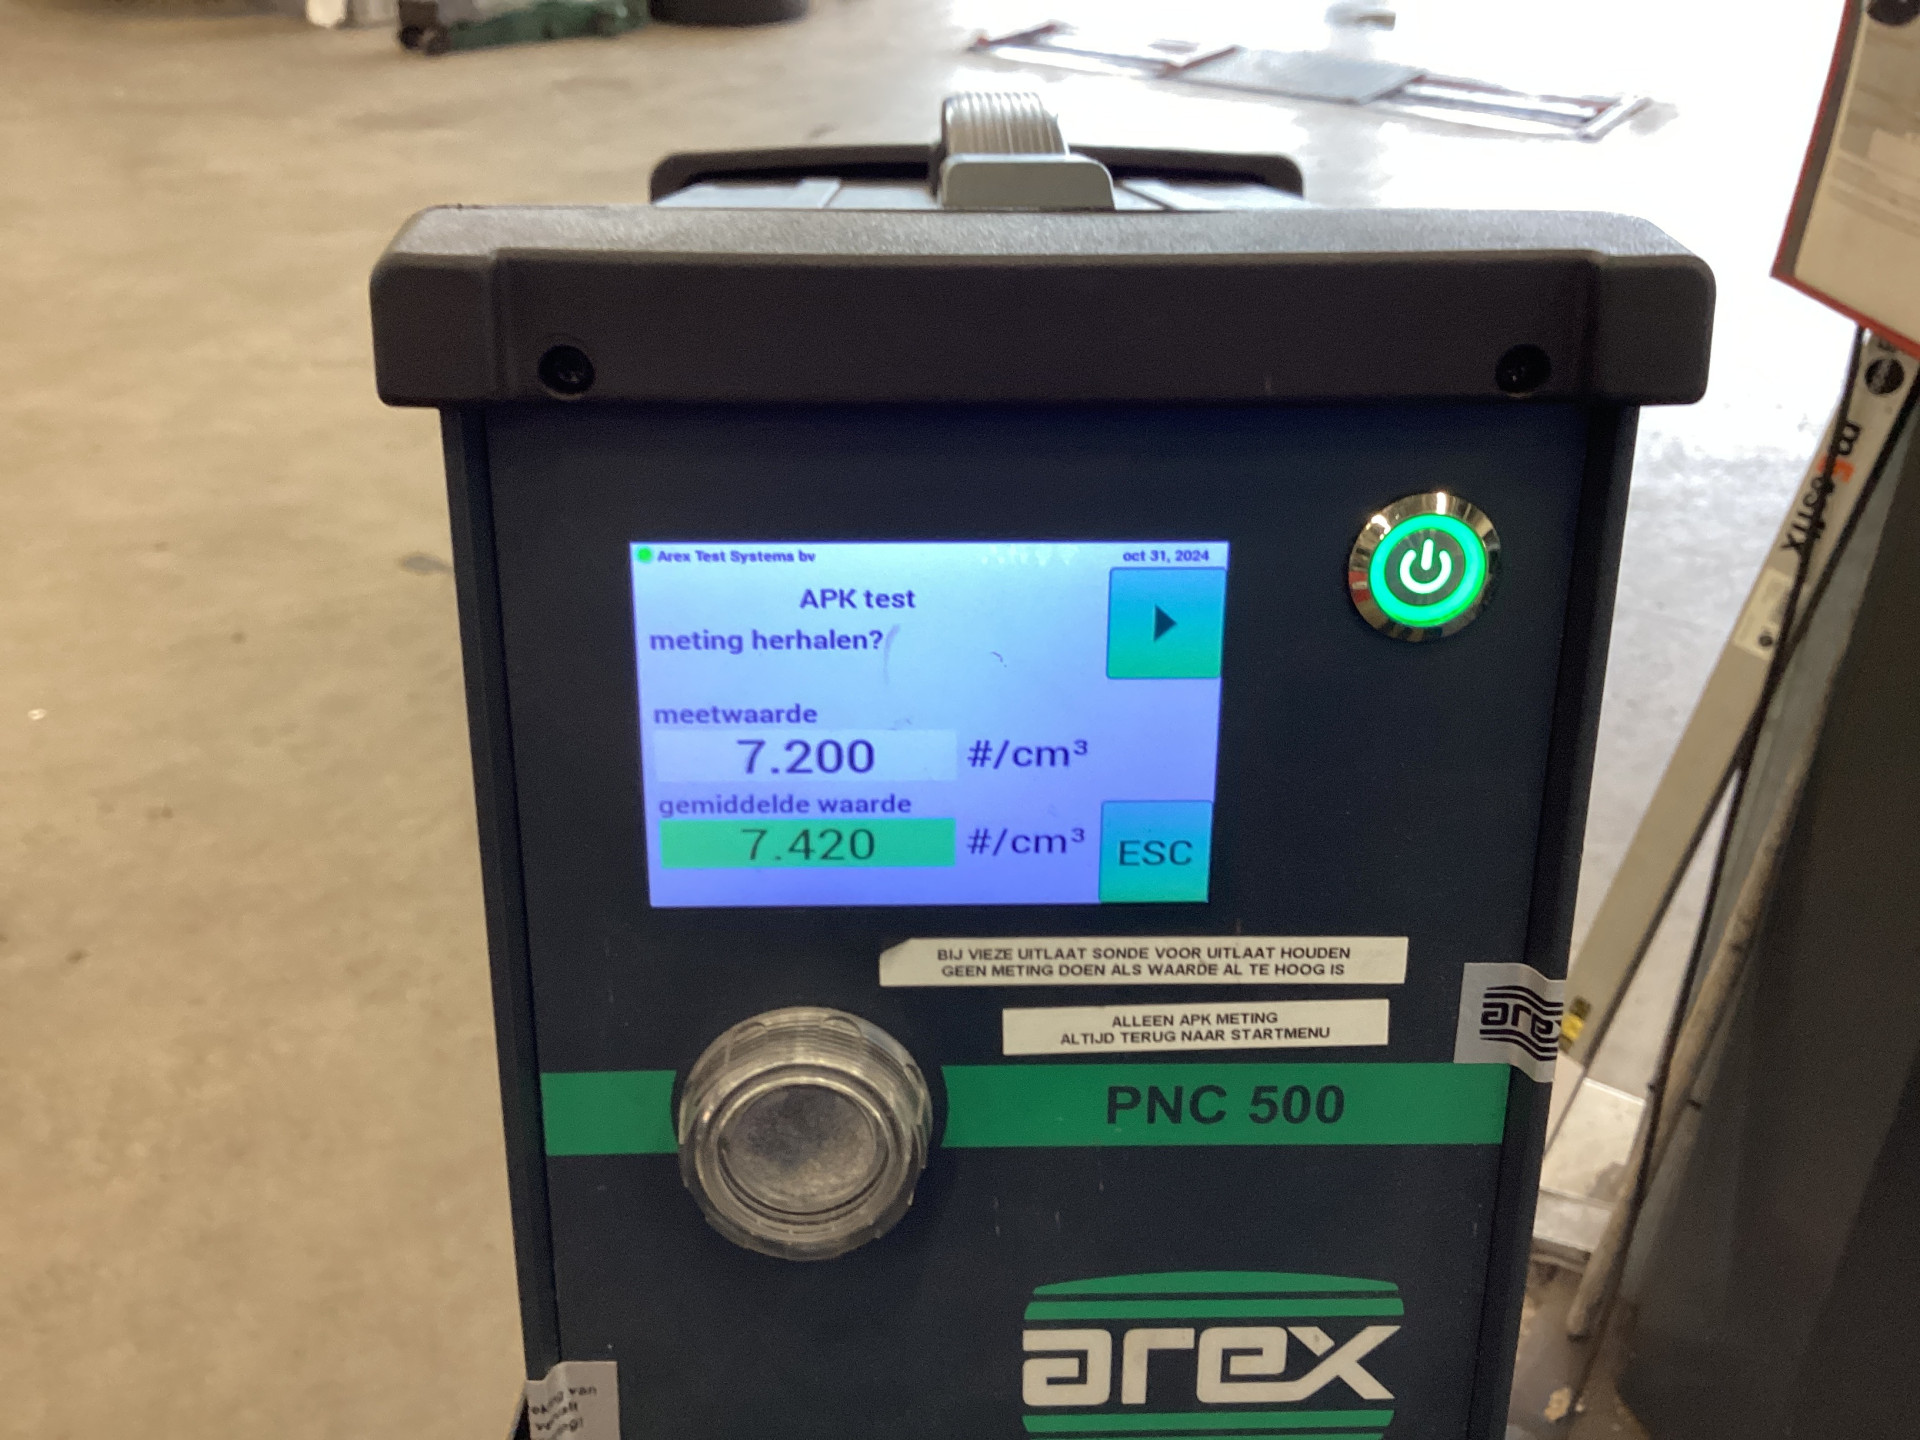 Arex Test Systems bv
oct 31, 2024
APK test
meting herhalen?
meetwaarde
7.200 #/cm³
gemiddelde waarde
7.420 #/cm³
ESC
BIJ VIEZE UITLAAT SONDE VOOR UITLAAT HOUDEN
GEEN METING DOEN ALS WAARDE AL TE HOOG IS
ALLEEN APK METING
ALTIJD TERUG NAAR STARTMENU
arex
PNC 500
arex
van